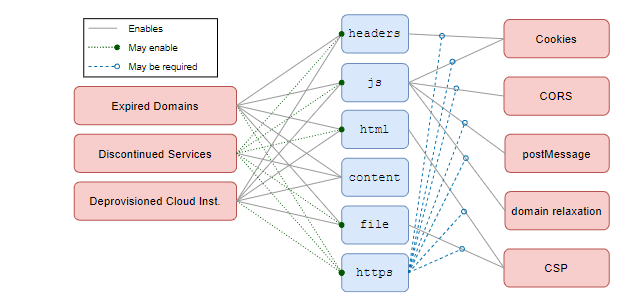 Enables
May enable
May be required
Expired Domains
Discontinued Services
Deprovisioned Cloud Inst.
headers
js
html
content
file
https
Cookies
CORS
postMessage
domain relaxation
CSP